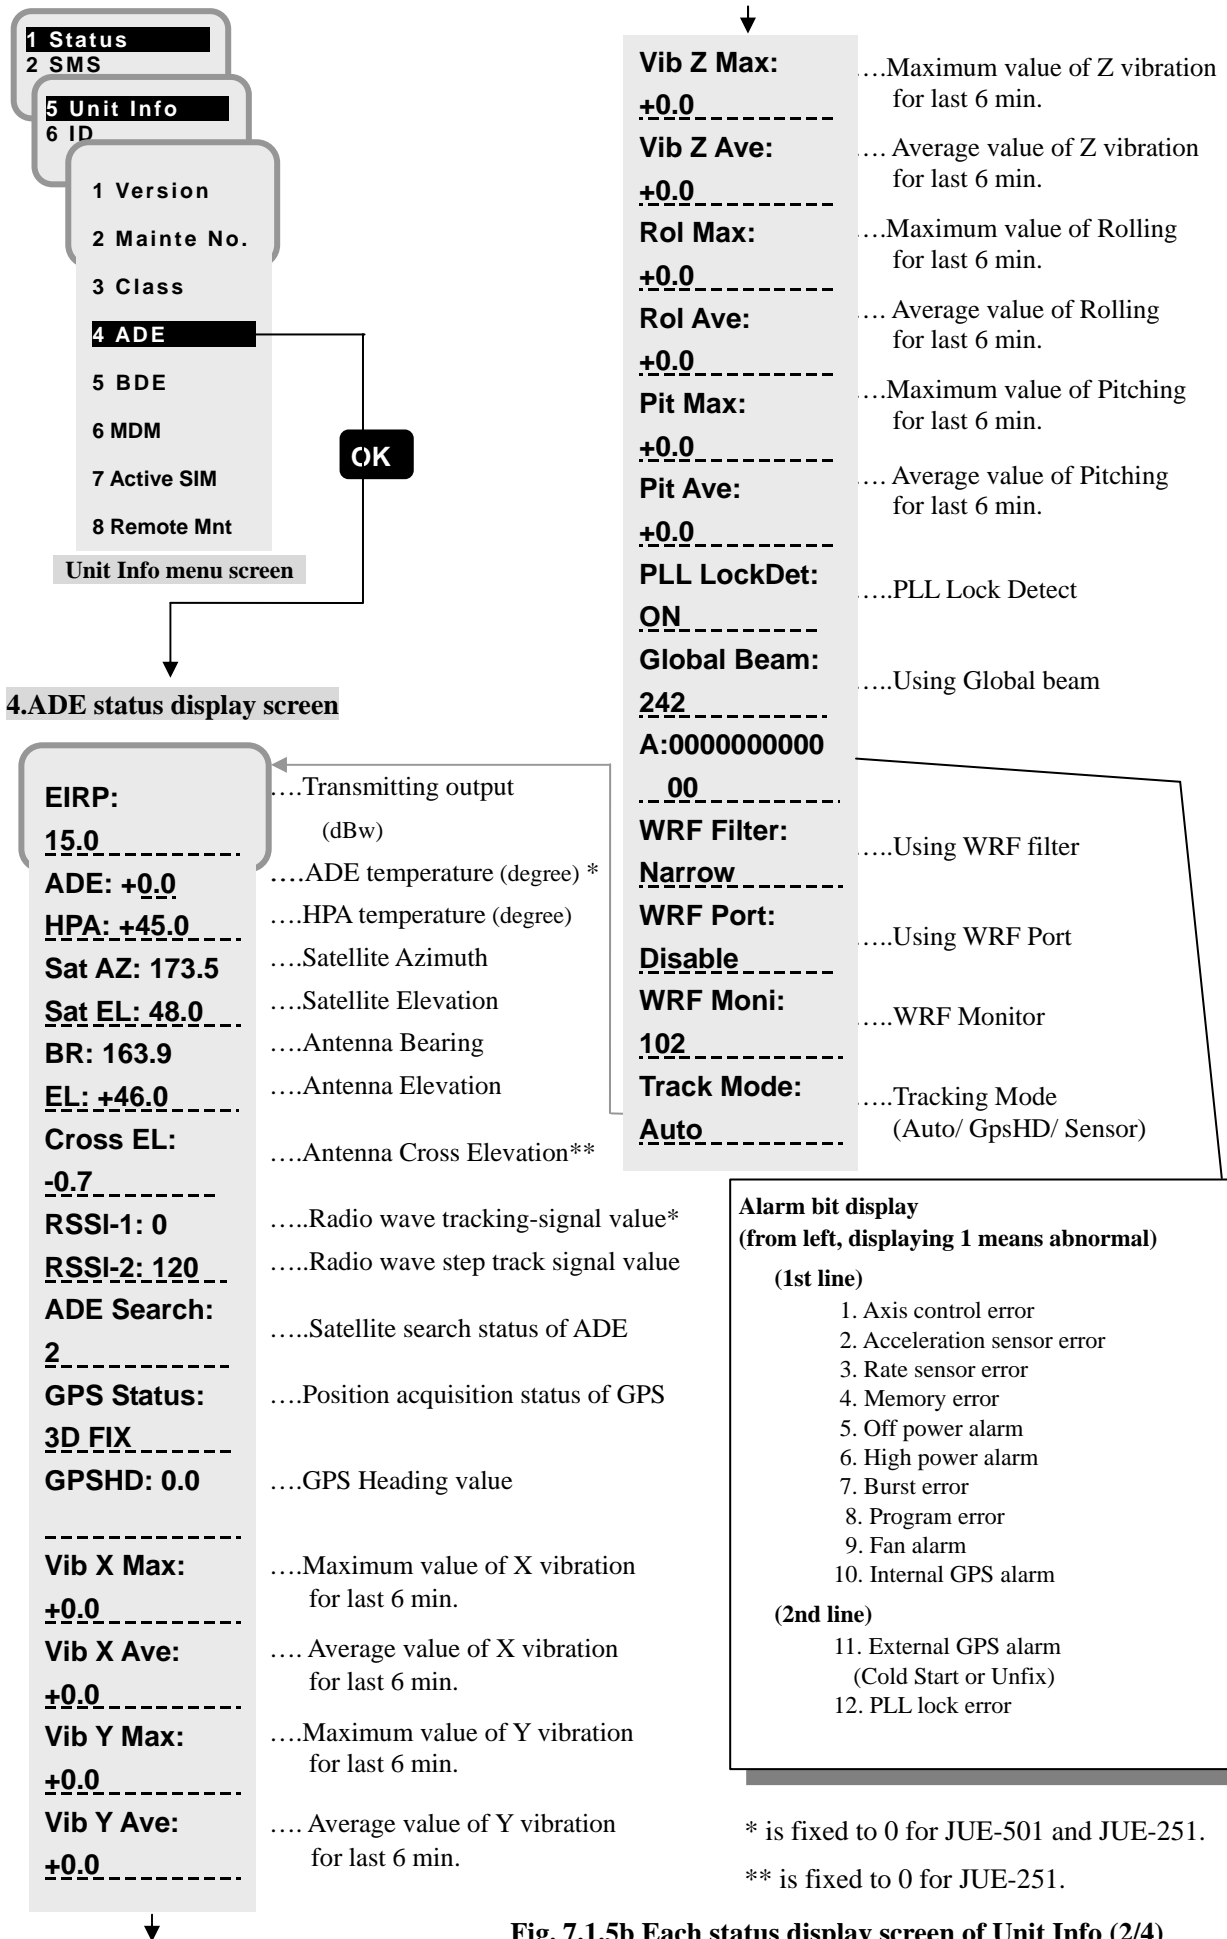 1 Status
2 SMS
5 Unit Info
6 ID
1 Version
2 Mainte No.
3 Class
4 ADE
5 BDE
6 MDM
7 Active SIM
8 Remote Mnt
OK
Unit Info menu screen
4.ADE status display screen
EIRP:
15.0
….Transmitting output
(dBw)
ADE: +0.0
….ADE temperature (degree) *
HPA: +45.0
….HPA temperature (degree)
Sat AZ: 173.5
….Satellite Azimuth
Sat EL: 48.0
….Satellite Elevation
BR: 163.9
….Antenna Bearing
EL: +46.0
….Antenna Elevation
Cross EL:
-0.7
….Antenna Cross Elevation**
RSSI-1: 0
…..Radio wave tracking-signal value*
RSSI-2: 120
…..Radio wave step track signal value
ADE Search:
2
…..Satellite search status of ADE
GPS Status:
3D FIX
….Position acquisition status of GPS
GPSHD: 0.0
….GPS Heading value
Vib X Max:
+0.0
….Maximum value of X vibration
for last 6 min.
Vib X Ave:
+0.0
…. Average value of X vibration
for last 6 min.
Vib Y Max:
+0.0
….Maximum value of Y vibration
for last 6 min.
Vib Y Ave:
+0.0
…. Average value of Y vibration
for last 6 min.
Vib Z Max:
+0.0
….Maximum value of Z vibration
for last 6 min.
Vib Z Ave:
+0.0
…. Average value of Z vibration
for last 6 min.
Rol Max:
+0.0
….Maximum value of Rolling
for last 6 min.
Rol Ave:
+0.0
…. Average value of Rolling
for last 6 min.
Pit Max:
+0.0
….Maximum value of Pitching
for last 6 min.
Pit Ave:
+0.0
…. Average value of Pitching
for last 6 min.
PLL LockDet:
ON
…..PLL Lock Detect
Global Beam:
242
…..Using Global beam
A:0000000000
00
WRF Filter:
Narrow
…..Using WRF filter
WRF Port:
Disable
…..Using WRF Port
WRF Moni:
102
…..WRF Monitor
Track Mode:
Auto
…..Tracking Mode
(Auto/ GpsHD/ Sensor)
Alarm bit display
(from left, displaying 1 means abnormal)
(1st line)
1. Axis control error
2. Acceleration sensor error
3. Rate sensor error
4. Memory error
5. Off power alarm
6. High power alarm
7. Burst error
8. Program error
9. Fan alarm
10. Internal GPS alarm
(2nd line)
11. External GPS alarm
(Cold Start or Unfix)
12. PLL lock error
* is fixed to 0 for JUE-501 and JUE-251.
** is fixed to 0 for JUE-251.
Fig. 7.1.5b Each status display screen of Unit Info (2/4)